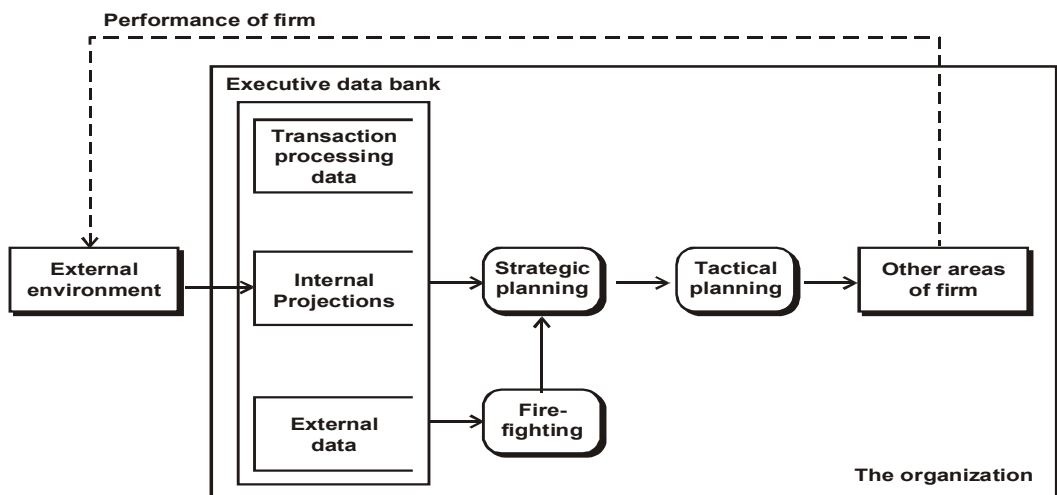 Performance of firm
Executive data bank
Transaction
processing
data
External
environment
Internal
Projections
Strategic
planning
Tactical
planning
Other areas
of firm
External
data
Fire-
fighting
The organization